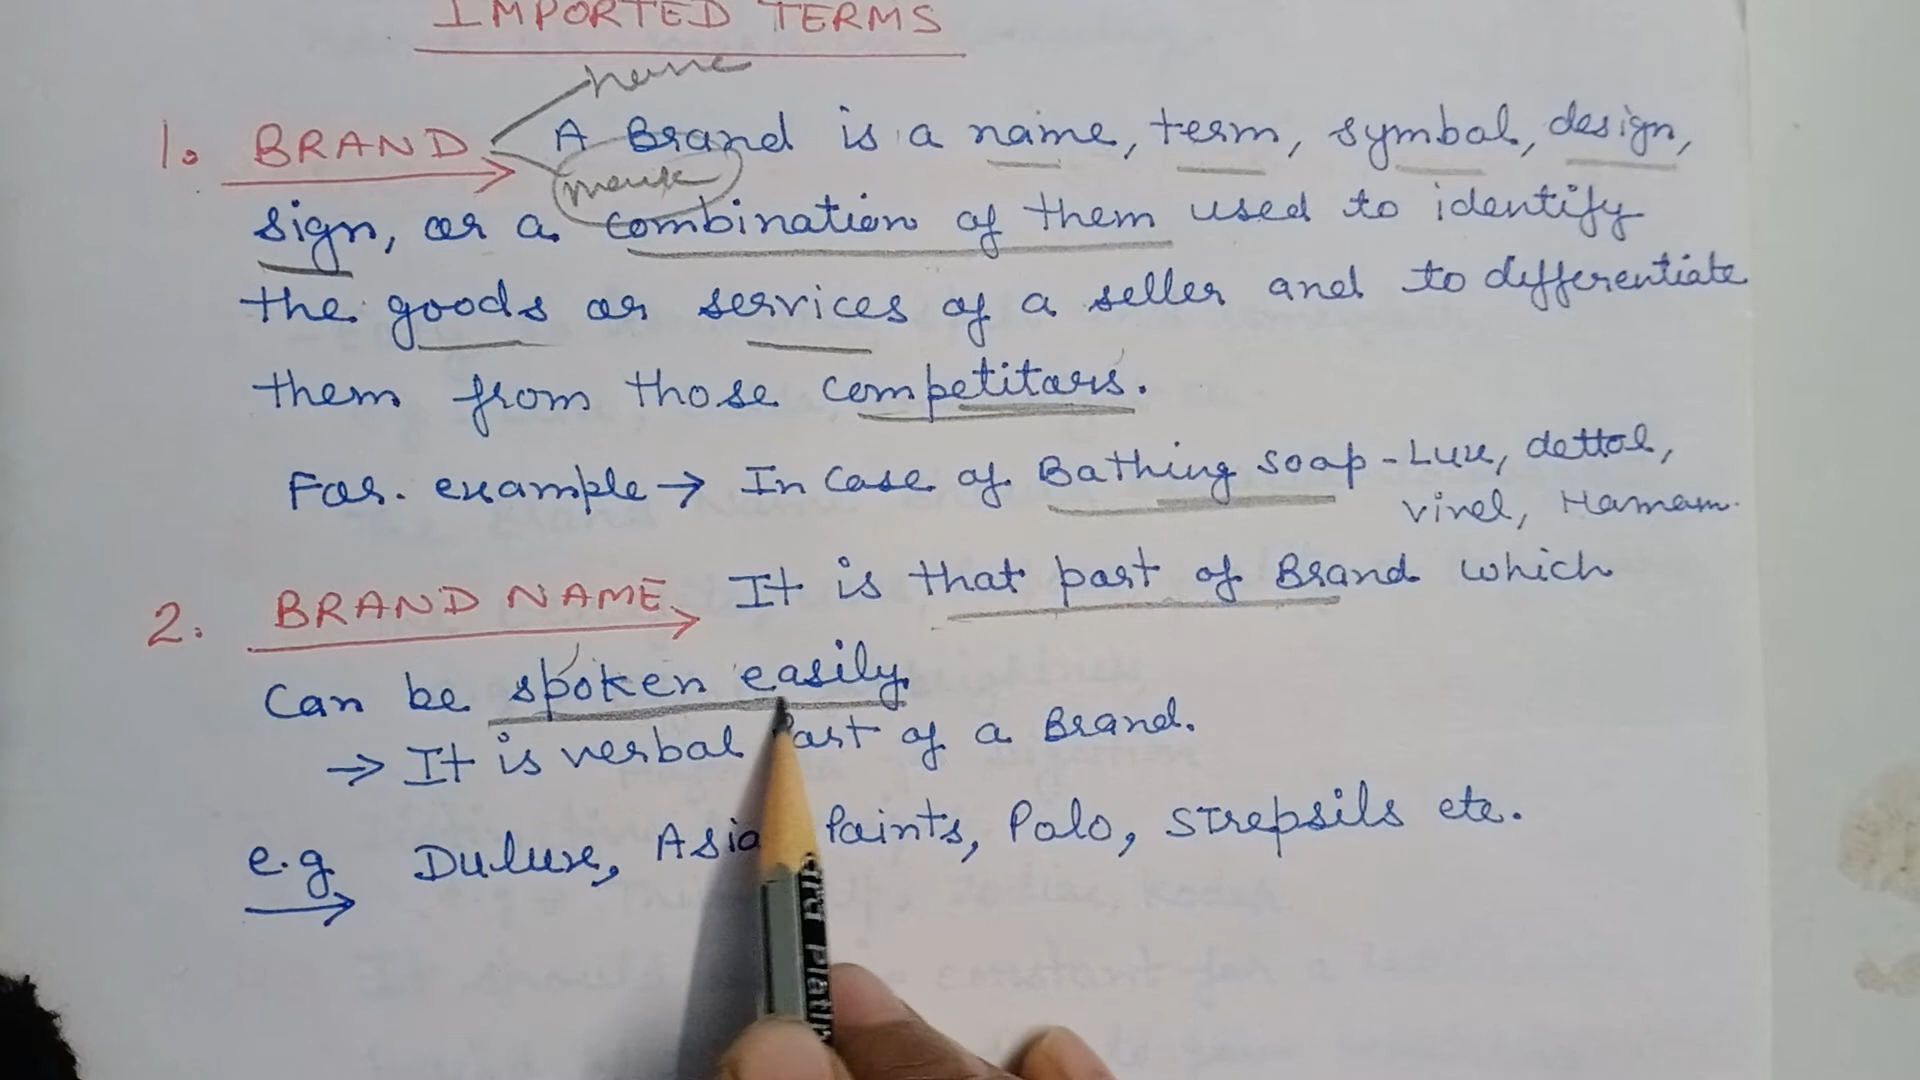 IMPORTED TERMS
name
1. BRAND → A Brand is a name, term, symbol, design,
mark
sign, or a combination of them used to identify
the goods or services of a seller and to differentiate
them from those competitors.
For. example → In Case of Bathing soap - Lux, dettol,
vivel, Hamam.
2. BRAND NAME → It is that part of Brand which
Can be spoken easily.
→ It is verbal Part of a Brand.
e.g → Dulux, Asia Paints, Polo, Strepsils etc.
Platin